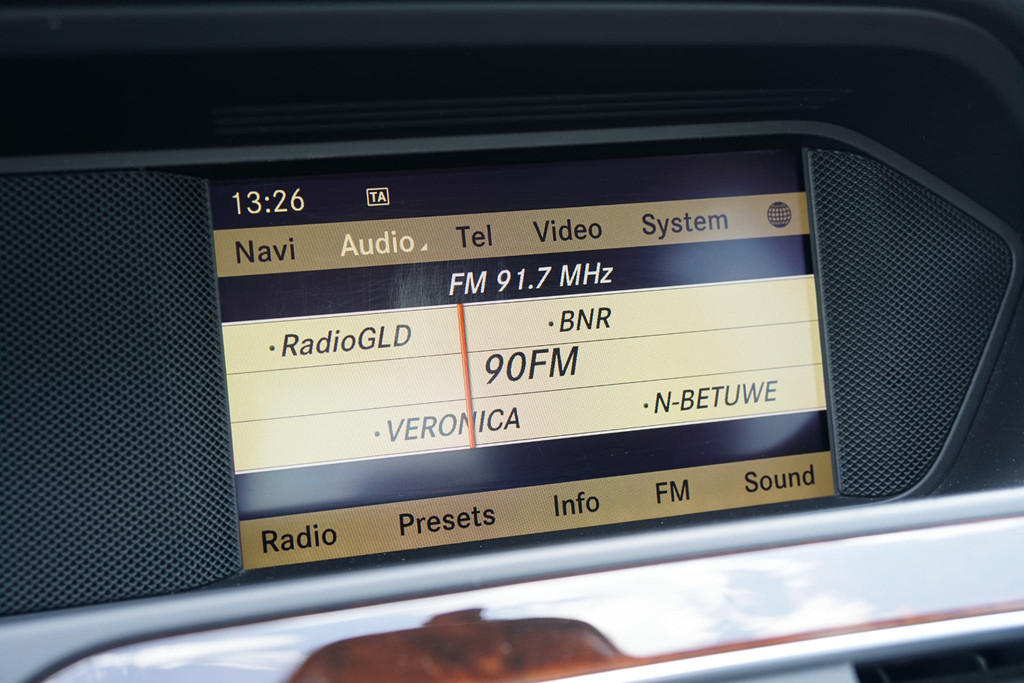 13:26 TA
Navi Audio Tel Video System
FM 91.7 MHz
·RadioGLD ·BNR
90FM
·VERONICA ·N-BETUWE
Radio Presets Info FM Sound